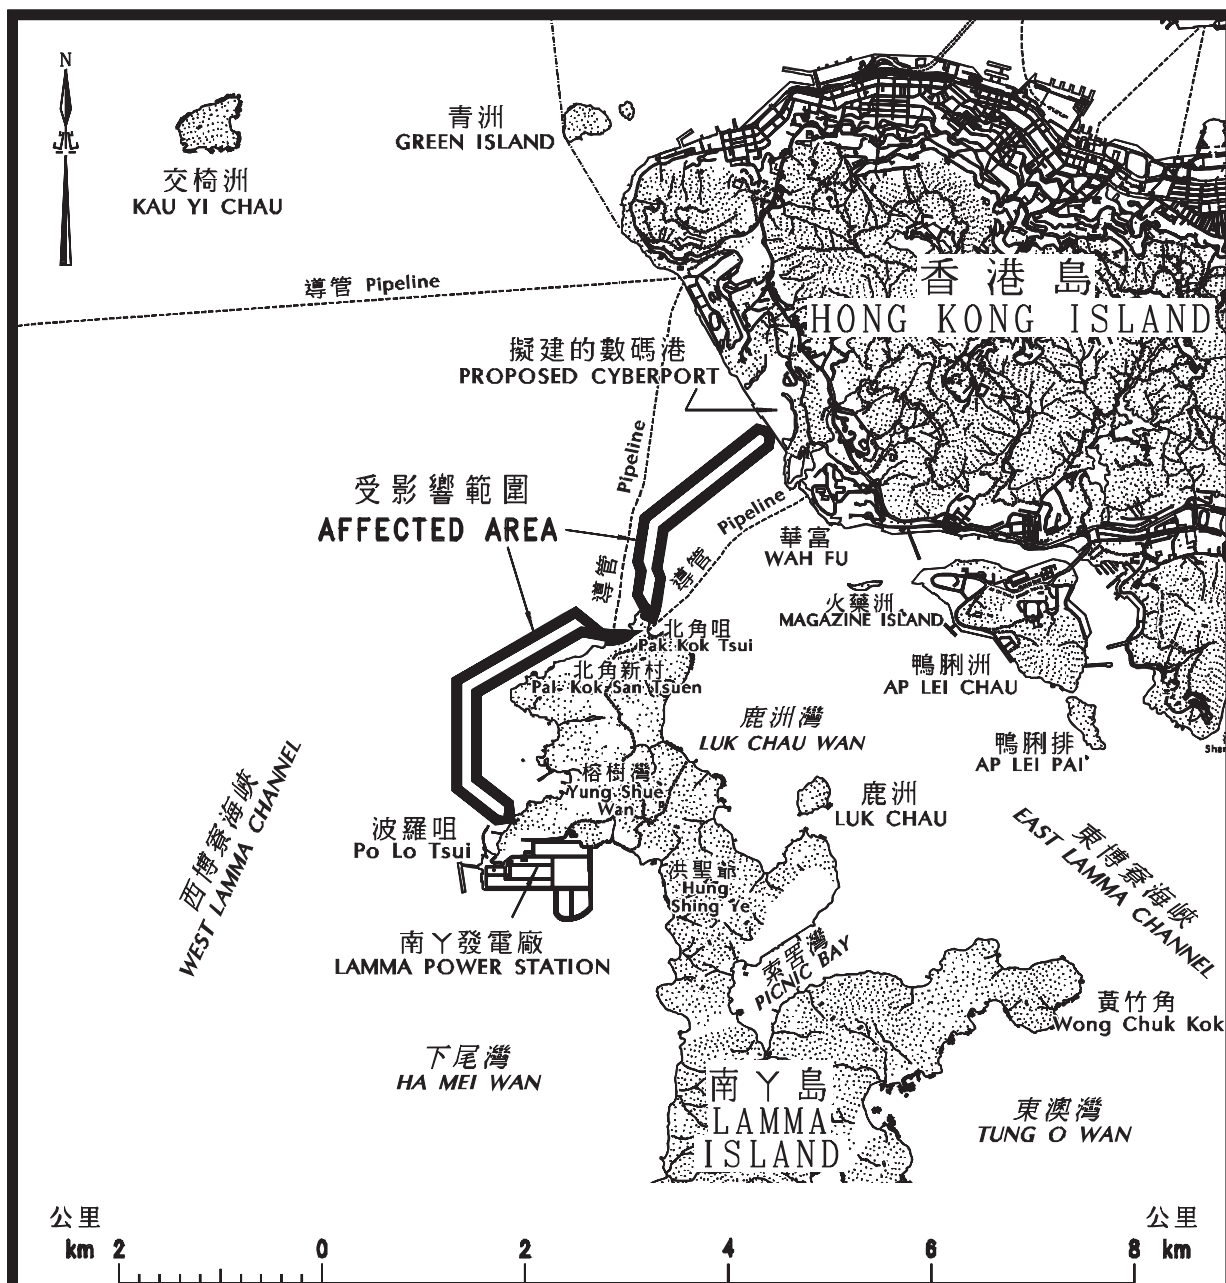 N
青洲
GREEN ISLAND
交椅洲
KAU YI CHAU
香港島
HONG KONG ISLAND
導管 Pipeline
擬建的數碼港
PROPOSED CYBERPORT
Pipeline
導管
受影響範圍
AFFECTED AREA
Pipeline
導管
華富
WAH FU
火藥洲
MAGAZINE ISLAND
北角咀
Pak Kok Tsui
鴨脷洲
AP LEI CHAU
北角新村
Pak Kok San Tsuen
鹿洲灣
LUK CHAU WAN
鴨脷排
AP LEI PAI
榕樹灣
Yung Shue
Wan
鹿洲
LUK CHAU
西博寮海峽
WEST LAMMA CHANNEL
東博寮海峽
EAST LAMMA CHANNEL
波羅咀
Po Lo Tsui
洪聖爺
Hung
Shing Ye
南丫發電廠
LAMMA POWER STATION
索罟灣
PICNIC BAY
黃竹角
Wong Chuk Kok
下尾灣
HA MEI WAN
南丫島
LAMMA
ISLAND
東澳灣
TUNG O WAN
公里 公里
km 2 0 2 4 6 8 km